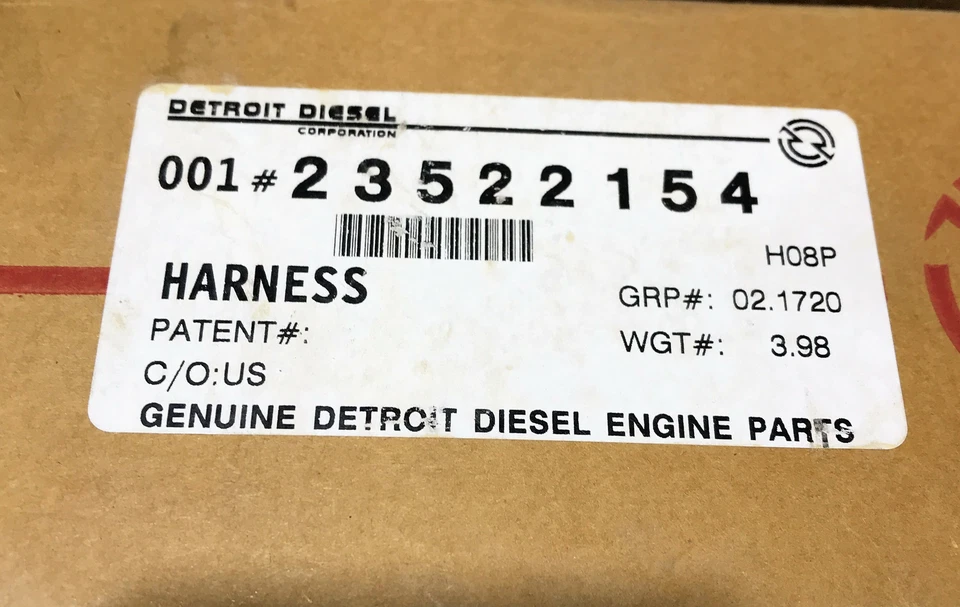 DETROIT DIESEL
CORPORATION
001# 23522154
H08P
HARNESS
GRP#: 02.1720
PATENT#:
WGT#: 3.98
C/O:US
GENUINE DETROIT DIESEL ENGINE PARTS